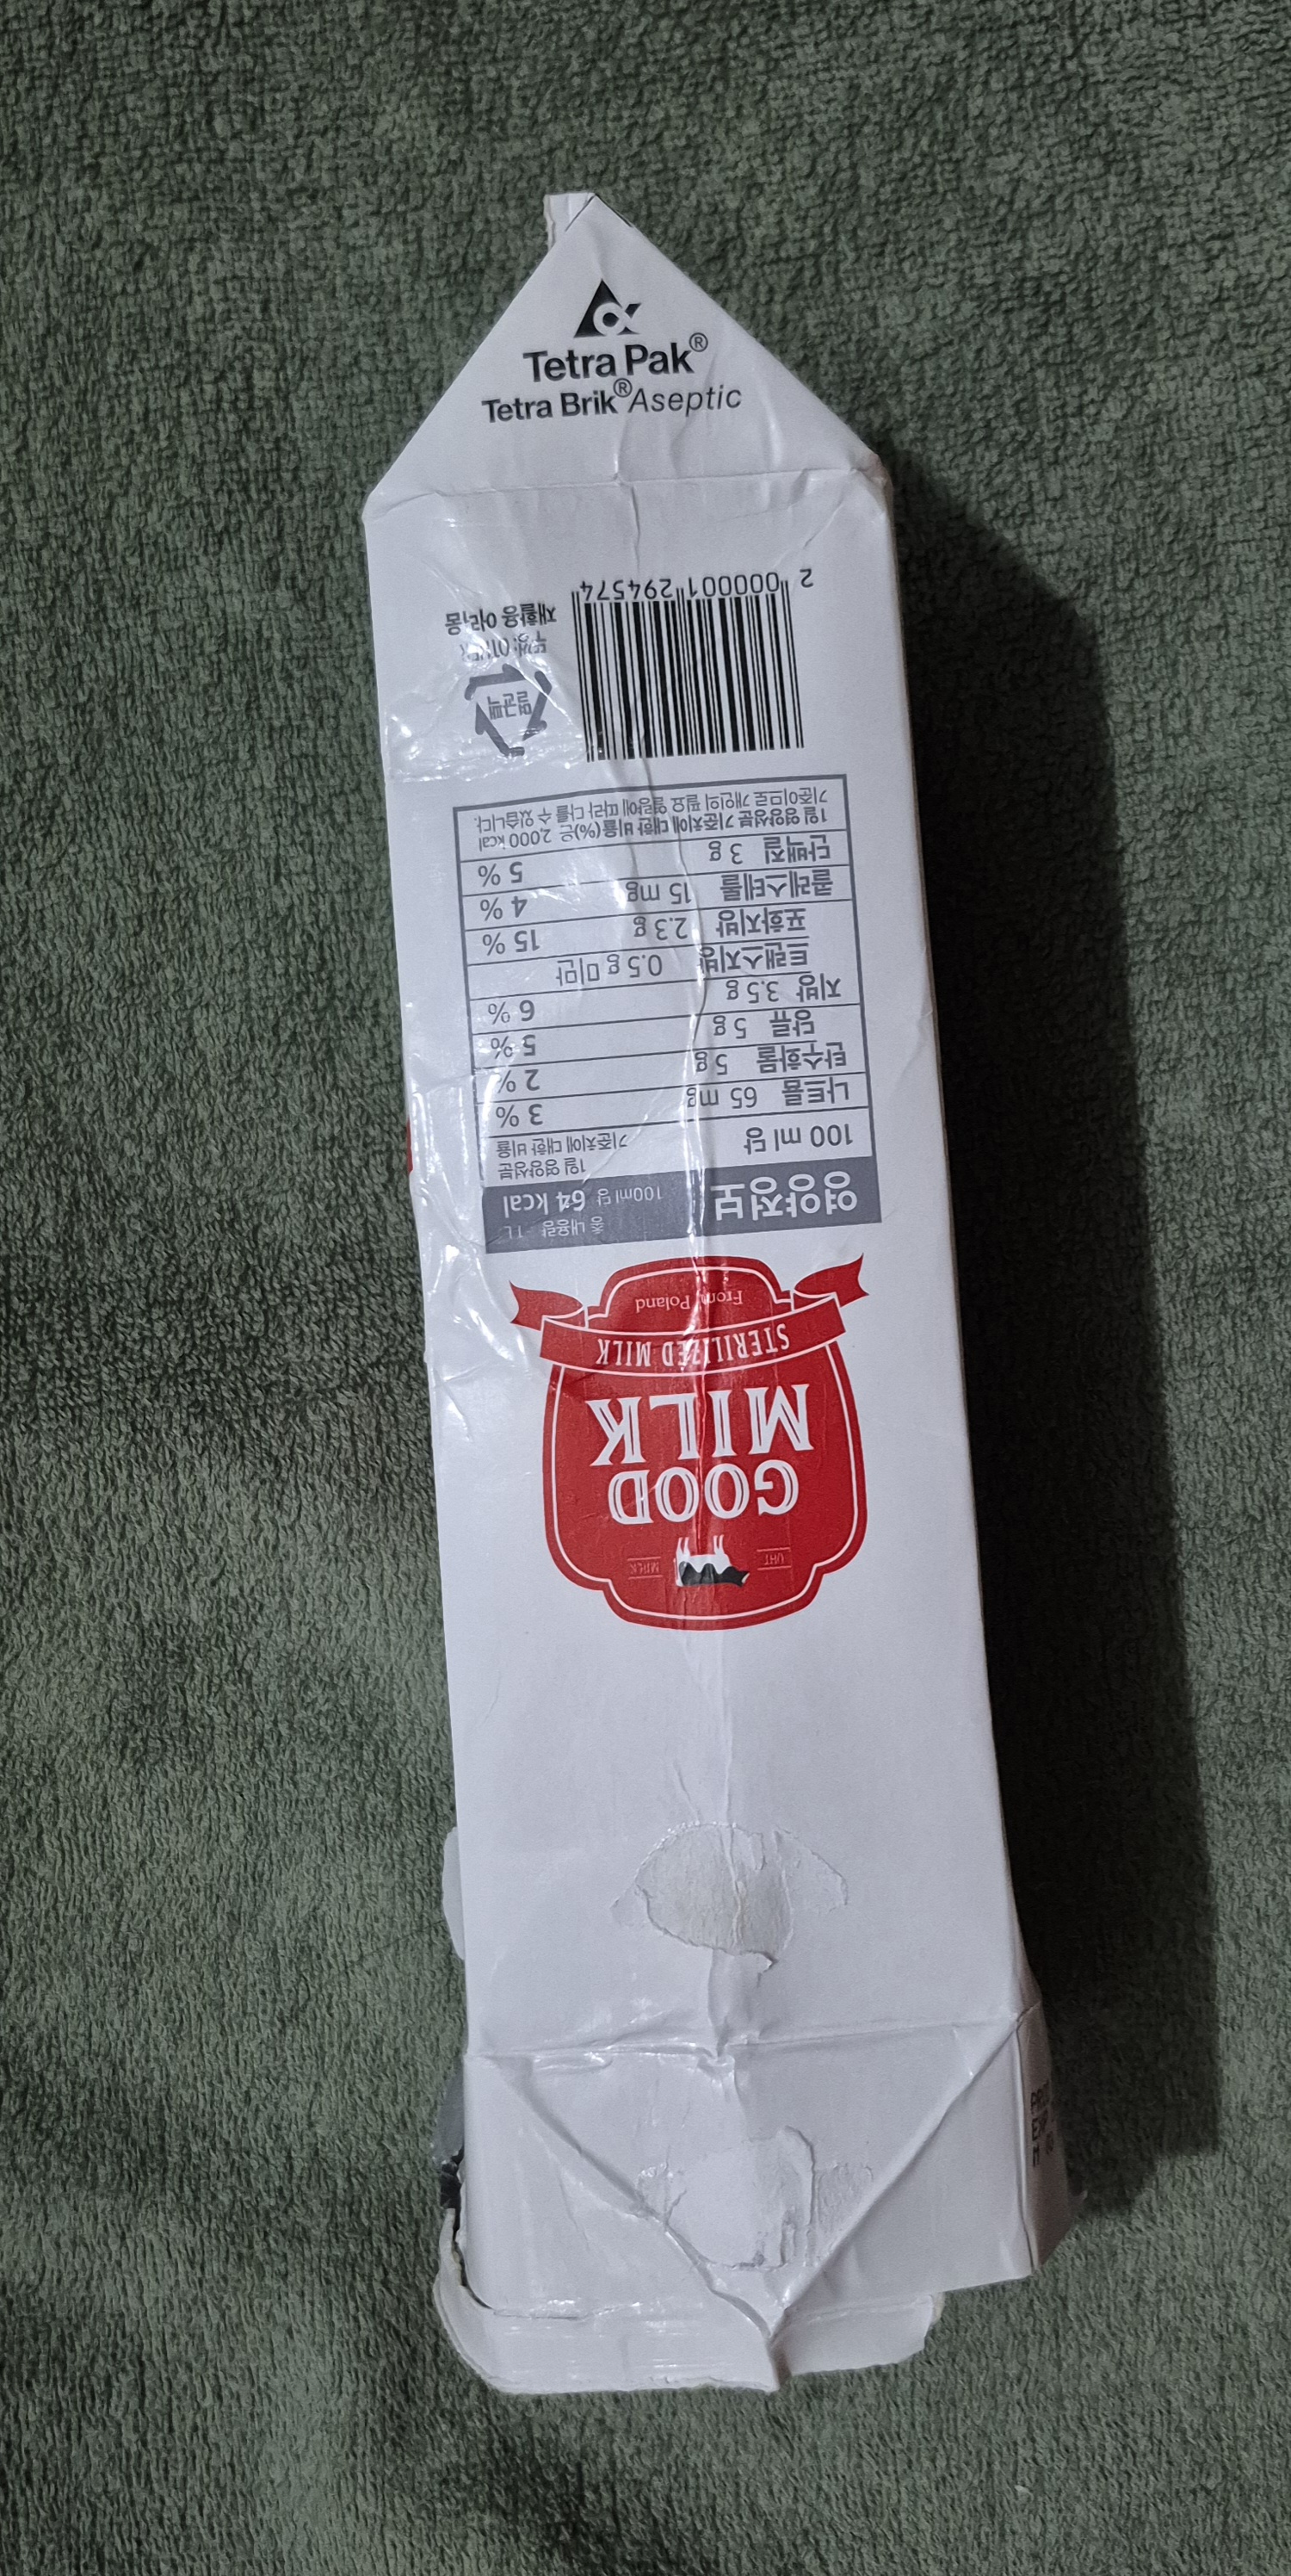 Tetra Pak®
Tetra Brik® Aseptic
UHT MILK
GOOD
MILK
STERILIZED MILK
From Poland
영양정보
총 내용량 1 L
100 ml 당 64 kcal
100 ml 당
1일 영양성분
기준치에 대한 비율
나트륨 65 mg 3 %
탄수화물 5 g 2 %
당류 5 g 5 %
지방 3.5 g 6 %
트랜스지방 0.5 g 미만
포화지방 2.3 g 15 %
콜레스테롤 15 mg 4 %
단백질 3 g 5 %
1일 영양성분 기준치에 대한 비율(%)은 2,000 kcal
기준이므로 개인의 필요 열량에 따라 다를 수 있습니다.
멸균팩
뚜껑: OTHER
재활용 어려움
2 000001 294574